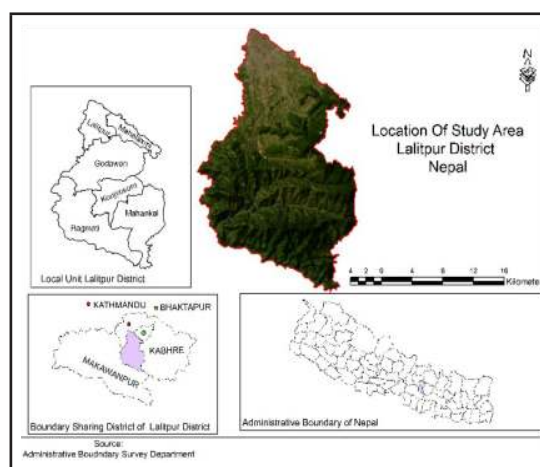 N
Location Of Study Area
Lalitpur District
Nepal
Lalitpur
Mahalaxmi
Godawori
Konjyosum
Mahankal
Bagmati
Local Unit Lalitpur District
4 2 0 4 8 12 16
Kilometers
KATHMANDU
BHAKTAPUR
KABHRE
MAKAWANPUR
Boundary Sharing District of Lalitpur District
Administrative Boundary of Nepal
Source:
Administrative Boudndary Survey Department